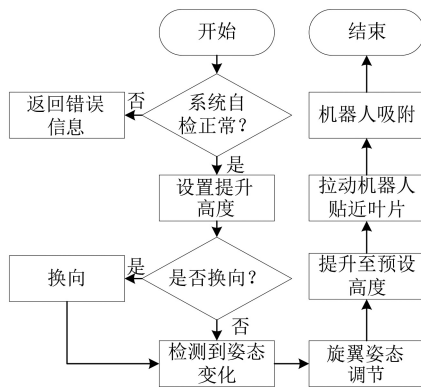 开始
系统自
检正常？
否
返回错误
信息
是
设置提升
高度
是否换向？
是
换向
否
检测到姿态
变化
旋翼姿态
调节
提升至预设
高度
拉动机器人
贴近叶片
机器人吸附
结束